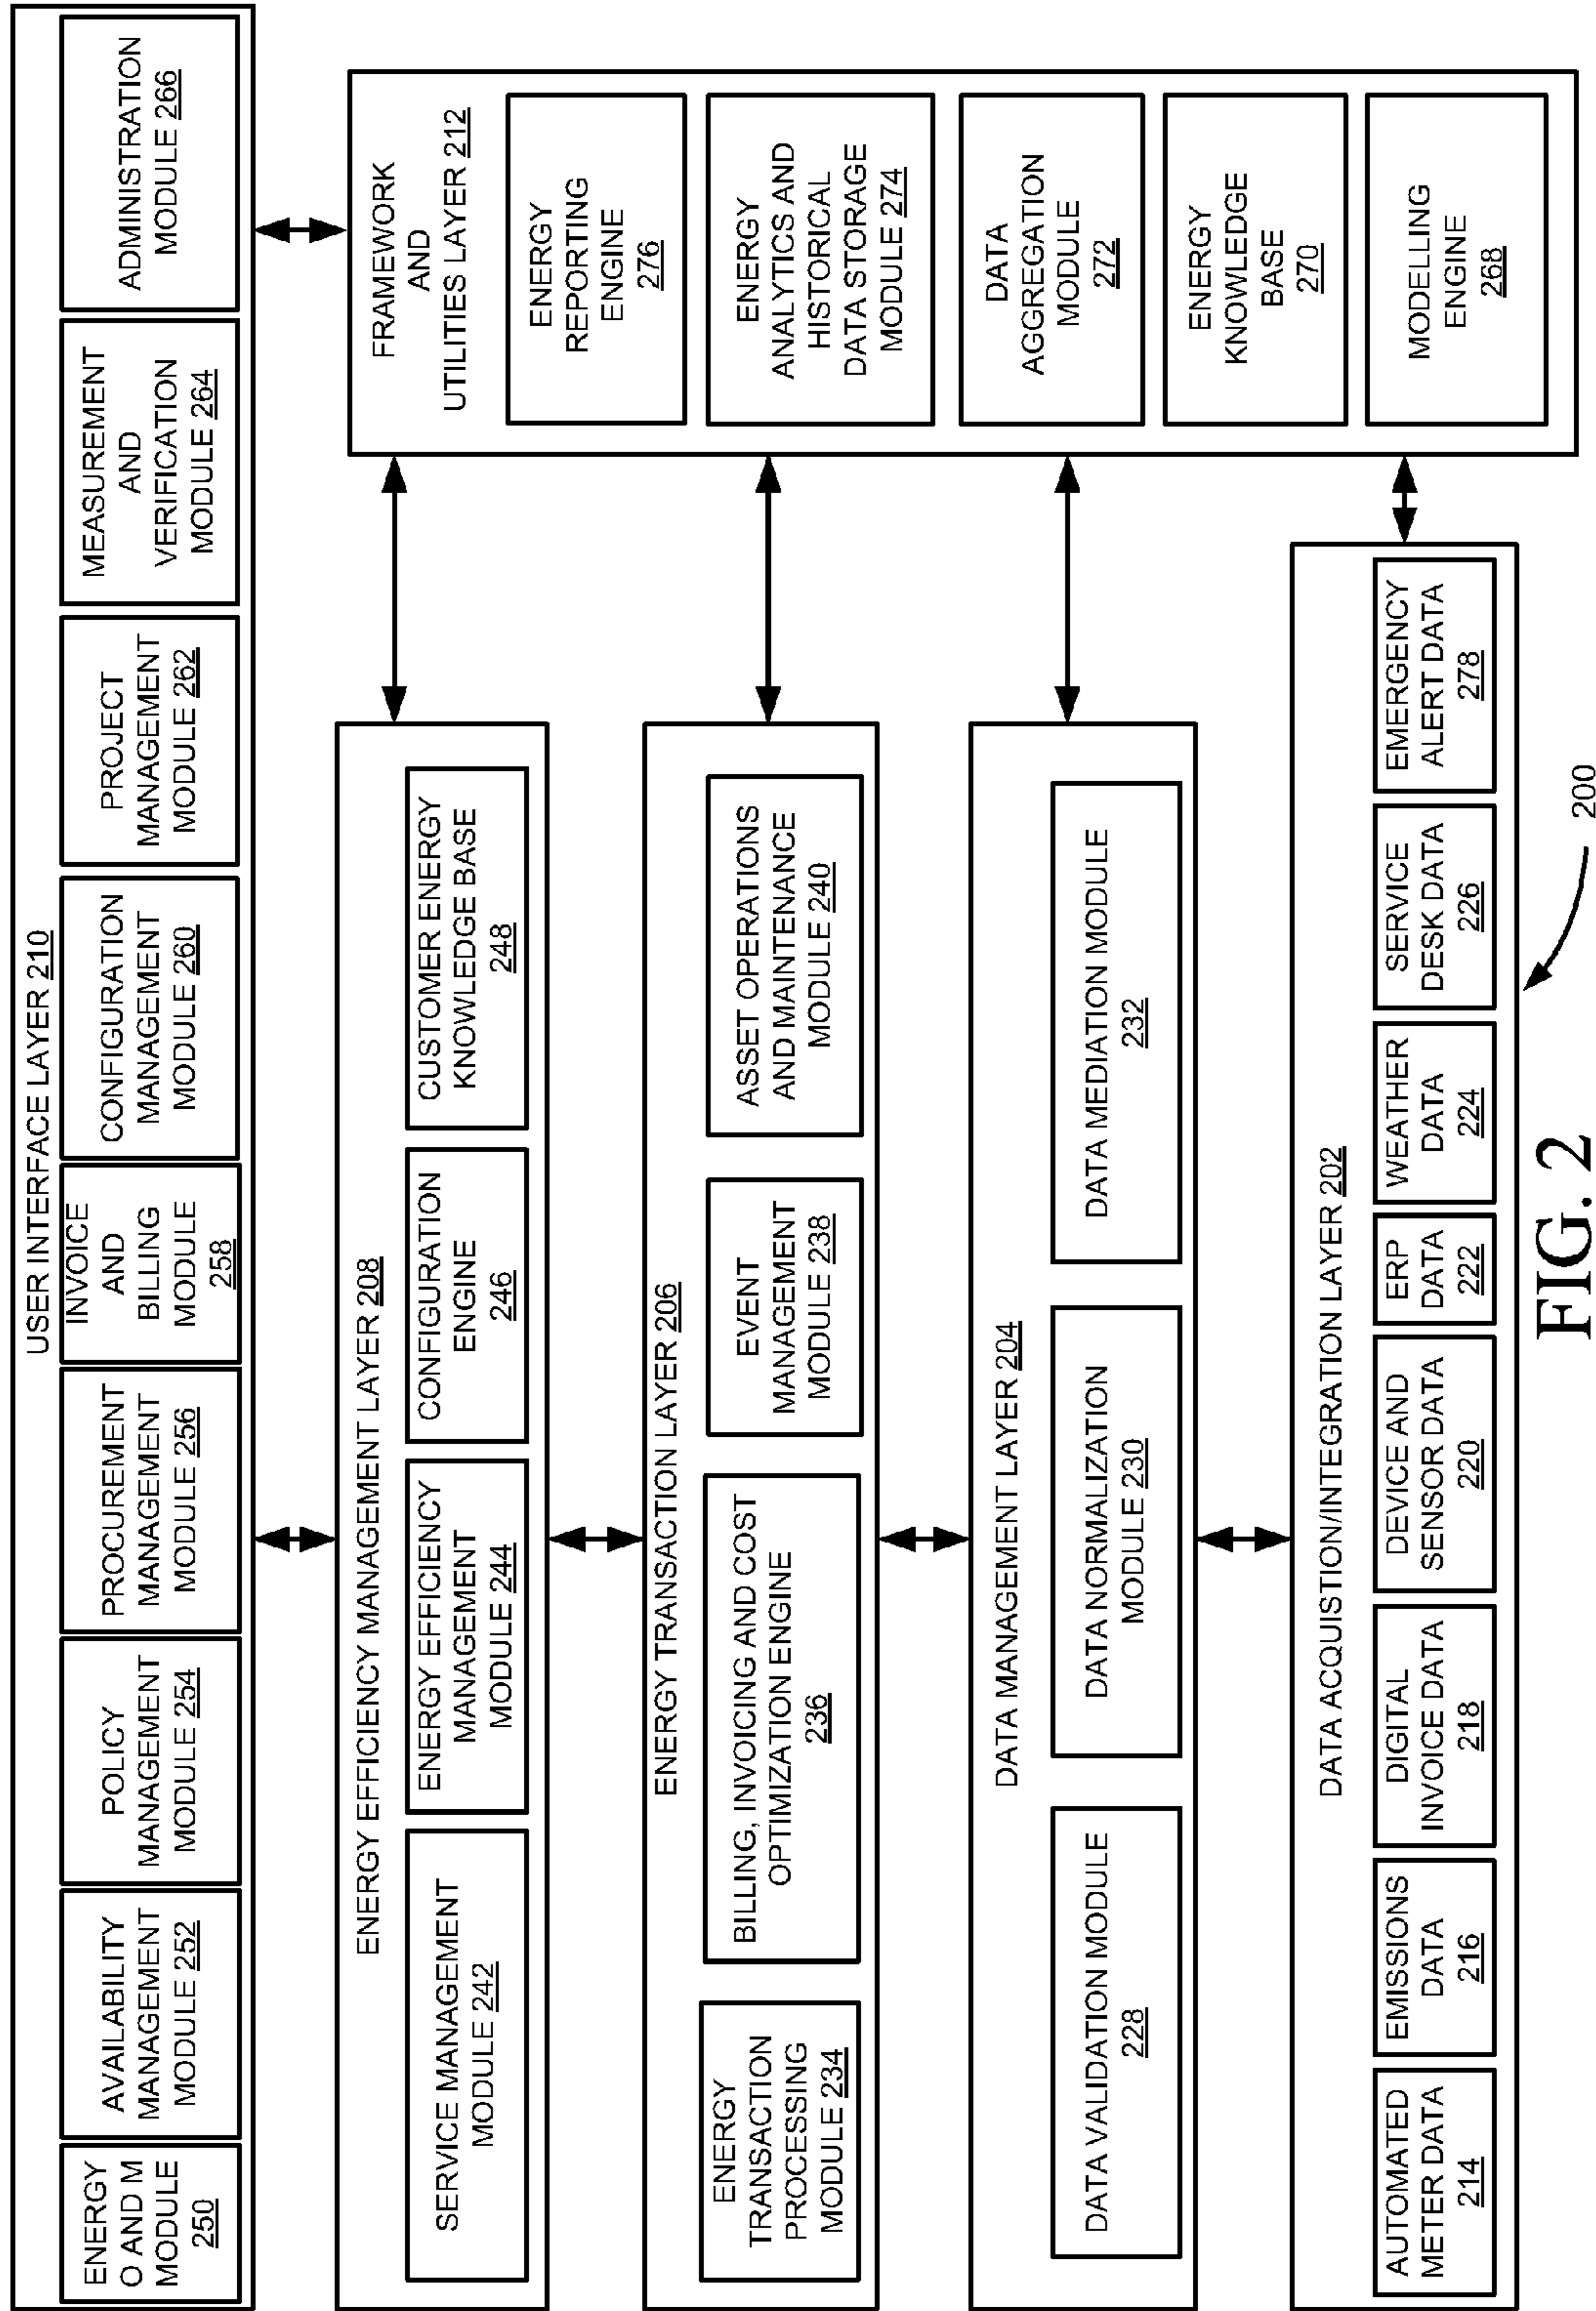 USER INTERFACE LAYER 210
ENERGY
O AND M
MODULE
250
AVAILABILITY
MANAGEMENT
MODULE 252
POLICY
MANAGEMENT
MODULE 254
PROCUREMENT
MANAGEMENT
MODULE 256
INVOICE
AND
BILLING
MODULE
258
CONFIGURATION
MANAGEMENT
MODULE 260
PROJECT
MANAGEMENT
MODULE 262
MEASUREMENT
AND
VERIFICATION
MODULE 264
ADMINISTRATION
MODULE 266
ENERGY EFFICIENCY MANAGEMENT LAYER 208
SERVICE MANAGEMENT
MODULE 242
ENERGY EFFICIENCY
MANAGEMENT
MODULE 244
CONFIGURATION
ENGINE
246
CUSTOMER ENERGY
KNOWLEDGE BASE
248
ENERGY TRANSACTION LAYER 206
ENERGY
TRANSACTION
PROCESSING
MODULE 234
BILLING, INVOICING AND COST
OPTIMIZATION ENGINE
236
EVENT
MANAGEMENT
MODULE 238
ASSET OPERATIONS
AND MAINTENANCE
MODULE 240
DATA MANAGEMENT LAYER 204
DATA VALIDATION MODULE
228
DATA NORMALIZATION
MODULE 230
DATA MEDIATION MODULE
232
DATA ACQUISTION/INTEGRATION LAYER 202
AUTOMATED
METER DATA
214
EMISSIONS
DATA
216
DIGITAL
INVOICE DATA
218
DEVICE AND
SENSOR DATA
220
ERP
DATA
222
WEATHER
DATA
224
SERVICE
DESK DATA
226
EMERGENCY
ALERT DATA
278
FRAMEWORK
AND
UTILITIES LAYER 212
ENERGY
REPORTING
ENGINE
276
ENERGY
ANALYTICS AND
HISTORICAL
DATA STORAGE
MODULE 274
DATA
AGGREGATION
MODULE
272
ENERGY
KNOWLEDGE
BASE
270
MODELLING
ENGINE
268
200
FIG. 2